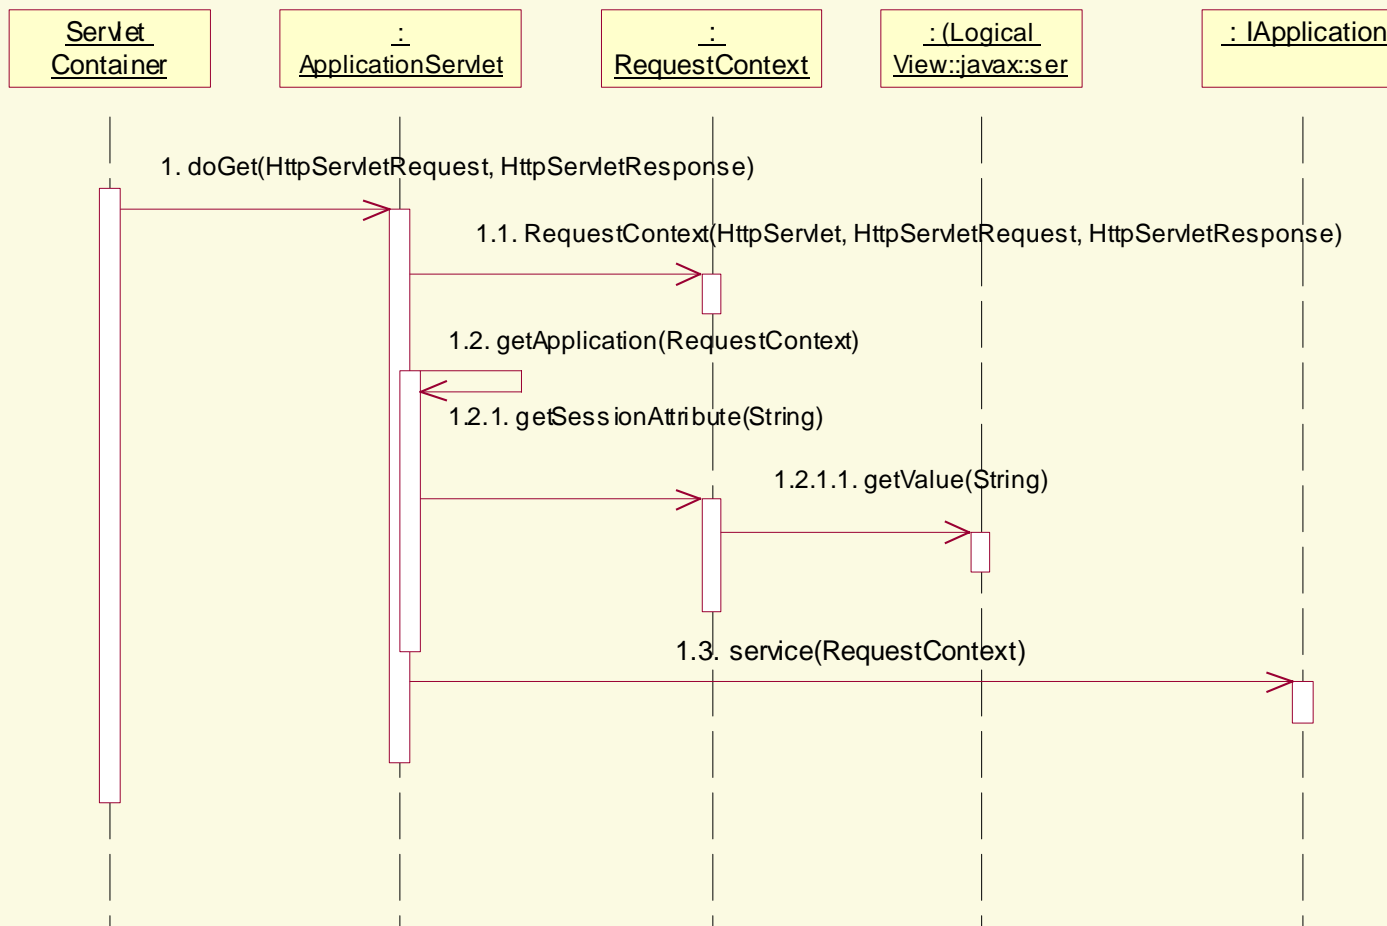 Servlet
Container
:
ApplicationServlet
:
RequestContext
: (Logical
View::javax::ser
: IApplication
1. doGet(HttpServletRequest, HttpServletResponse)
1.1. RequestContext(HttpServlet, HttpServletRequest, HttpServletResponse)
1.2. getApplication(RequestContext)
1.2.1. getSessionAttribute(String)
1.2.1.1. getValue(String)
1.3. service(RequestContext)